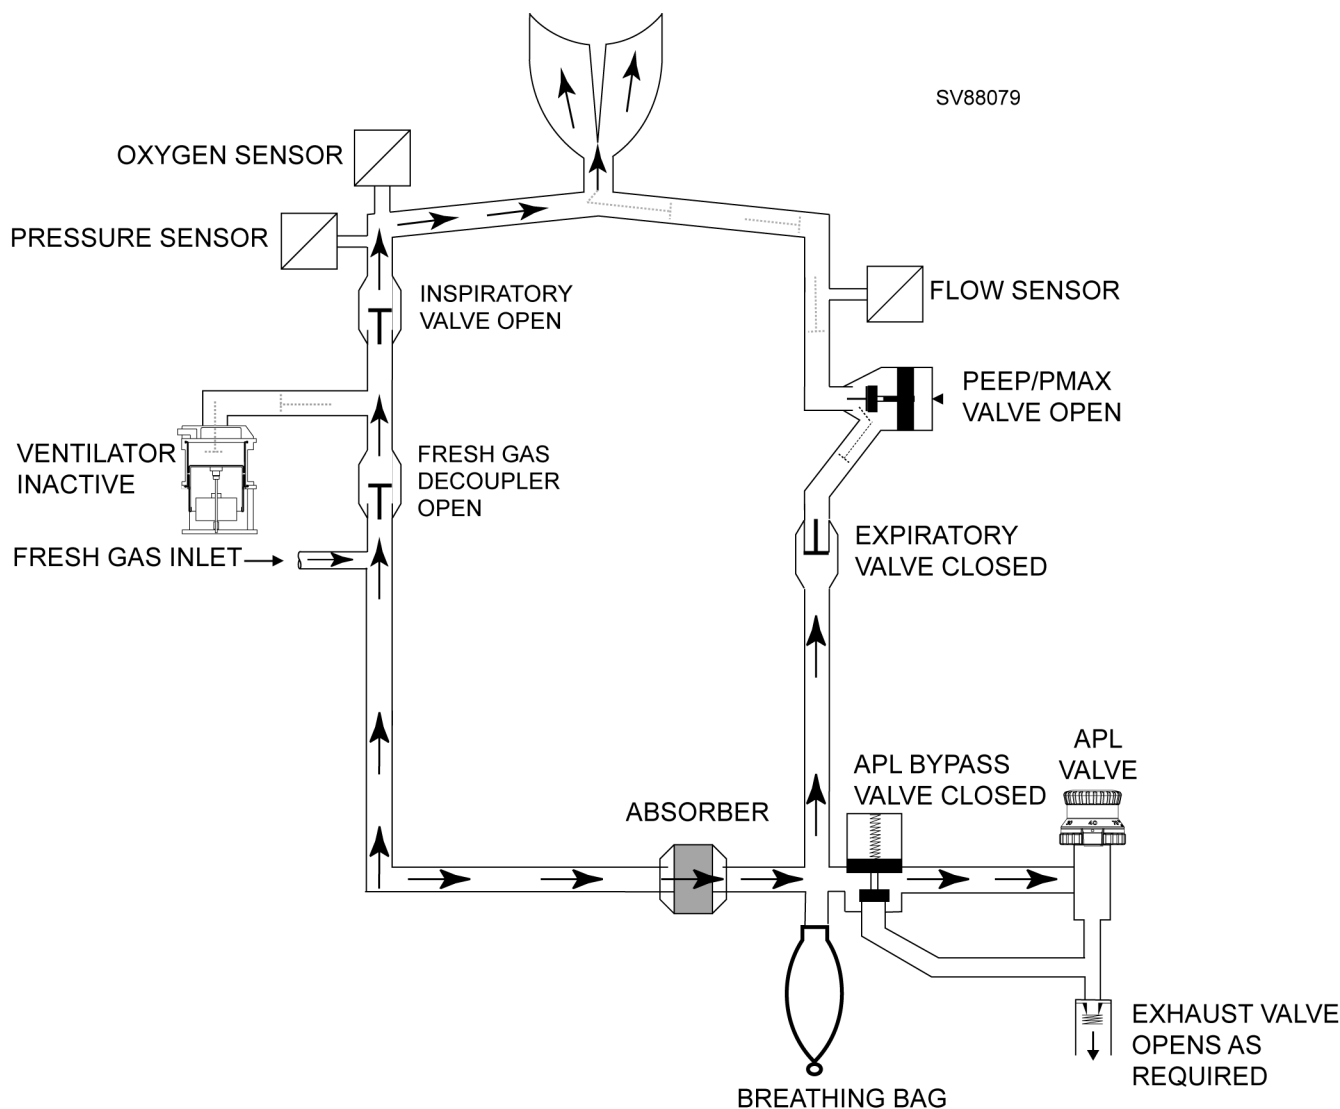 SV88079
OXYGEN SENSOR
PRESSURE SENSOR
INSPIRATORY
VALVE OPEN
FLOW SENSOR
PEEP/PMAX
VALVE OPEN
VENTILATOR
INACTIVE
FRESH GAS
DECOUPLER
OPEN
FRESH GAS INLET
EXPIRATORY
VALVE CLOSED
APL
VALVE
APL BYPASS
VALVE CLOSED
ABSORBER
40
EXHAUST VALVE
OPENS AS
REQUIRED
BREATHING BAG